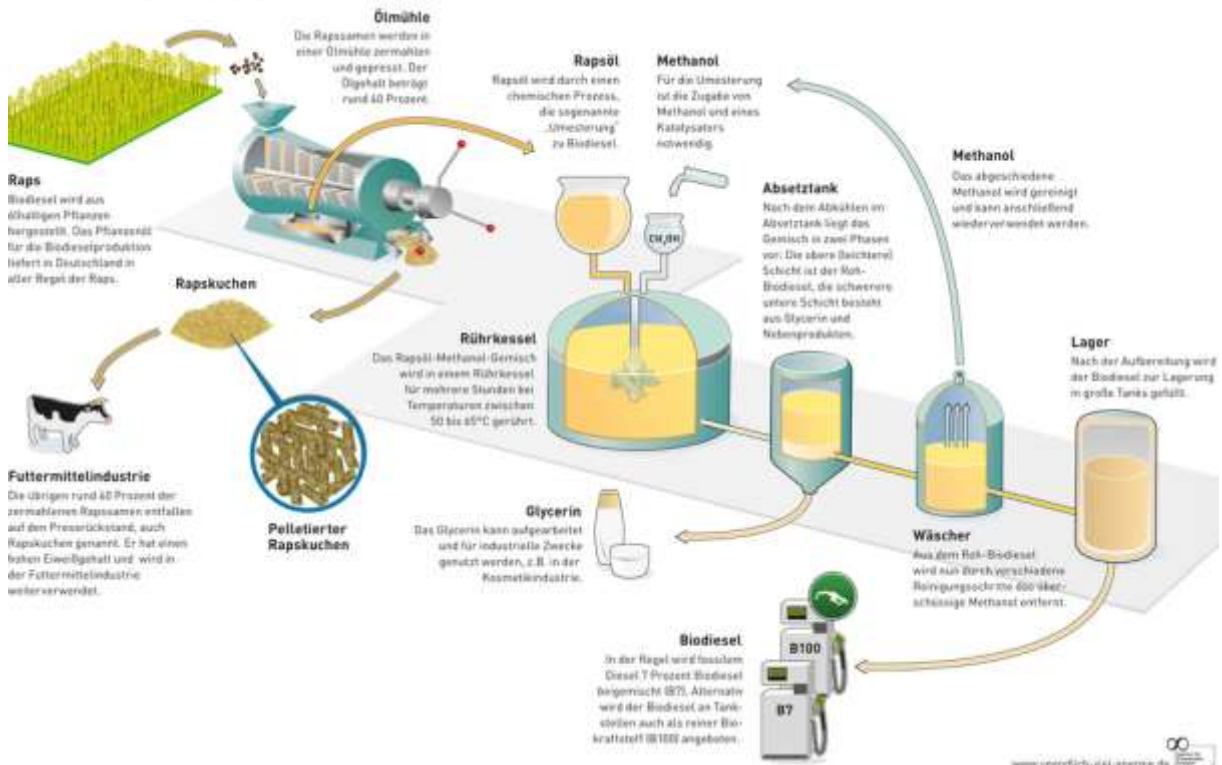 Ölmühle
Die Rapssamen werden in
einer Ölmühle zermahlen
und gepresst. Der
Ölgehalt beträgt
rund 40 Prozent.
Rapsöl
Rapsöl wird durch einen
chemischen Prozess,
die sogenannte
„Umesterung“
zu Biodiesel.
Methanol
Für die Umesterung
ist die Zugabe von
Methanol und eines
Katalysators
notwendig.
Methanol
Das abgeschiedene
Methanol wird gereinigt
und kann anschließend
wiederverwendet werden.
Raps
Biodiesel wird aus
ölhaltigen Pflanzen
hergestellt. Das Pflanzenöl
für die Biodieselproduktion
liefert in Deutschland in
aller Regel der Raps.
Absetztank
Nach dem Abkühlen im
Absetztank liegt das
Gemisch in zwei Phasen
vor: Die obere (leichtere)
Schicht ist der Roh-
Biodiesel, die schwerere
untere Schicht besteht
aus Glycerin und
Nebenprodukten.
CH₃OH
Rapskuchen
Rührkessel
Das Rapsöl-Methanol-Gemisch
wird in einem Rührkessel
für mehrere Stunden bei
Temperaturen zwischen
50 bis 65°C gerührt.
Lager
Nach der Aufbereitung wird
der Biodiesel zur Lagerung
in große Tanks gefüllt.
Futtermittelindustrie
Die übrigen rund 60 Prozent der
zermahlenen Rapssamen entfallen
auf den Pressrückstand, auch
Rapskuchen genannt. Er hat einen
hohen Eiweißgehalt und wird in
der Futtermittelindustrie
weiterverwendet.
Pelletierter
Rapskuchen
Glycerin
Das Glycerin kann aufgearbeitet
und für industrielle Zwecke
genutzt werden, z.B. in der
Kosmetikindustrie.
Wäscher
Aus dem Roh-Biodiesel
wird nun durch verschiedene
Reinigungsschritte das über-
schüssige Methanol entfernt.
Biodiesel
In der Regel wird fossilem
Diesel 7 Prozent Biodiesel
beigemischt (B7). Alternativ
wird der Biodiesel an Tank-
stellen auch als reiner Bio-
kraftstoff (B100) angeboten.
B100
B7
www.unendlich-viel-energie.de